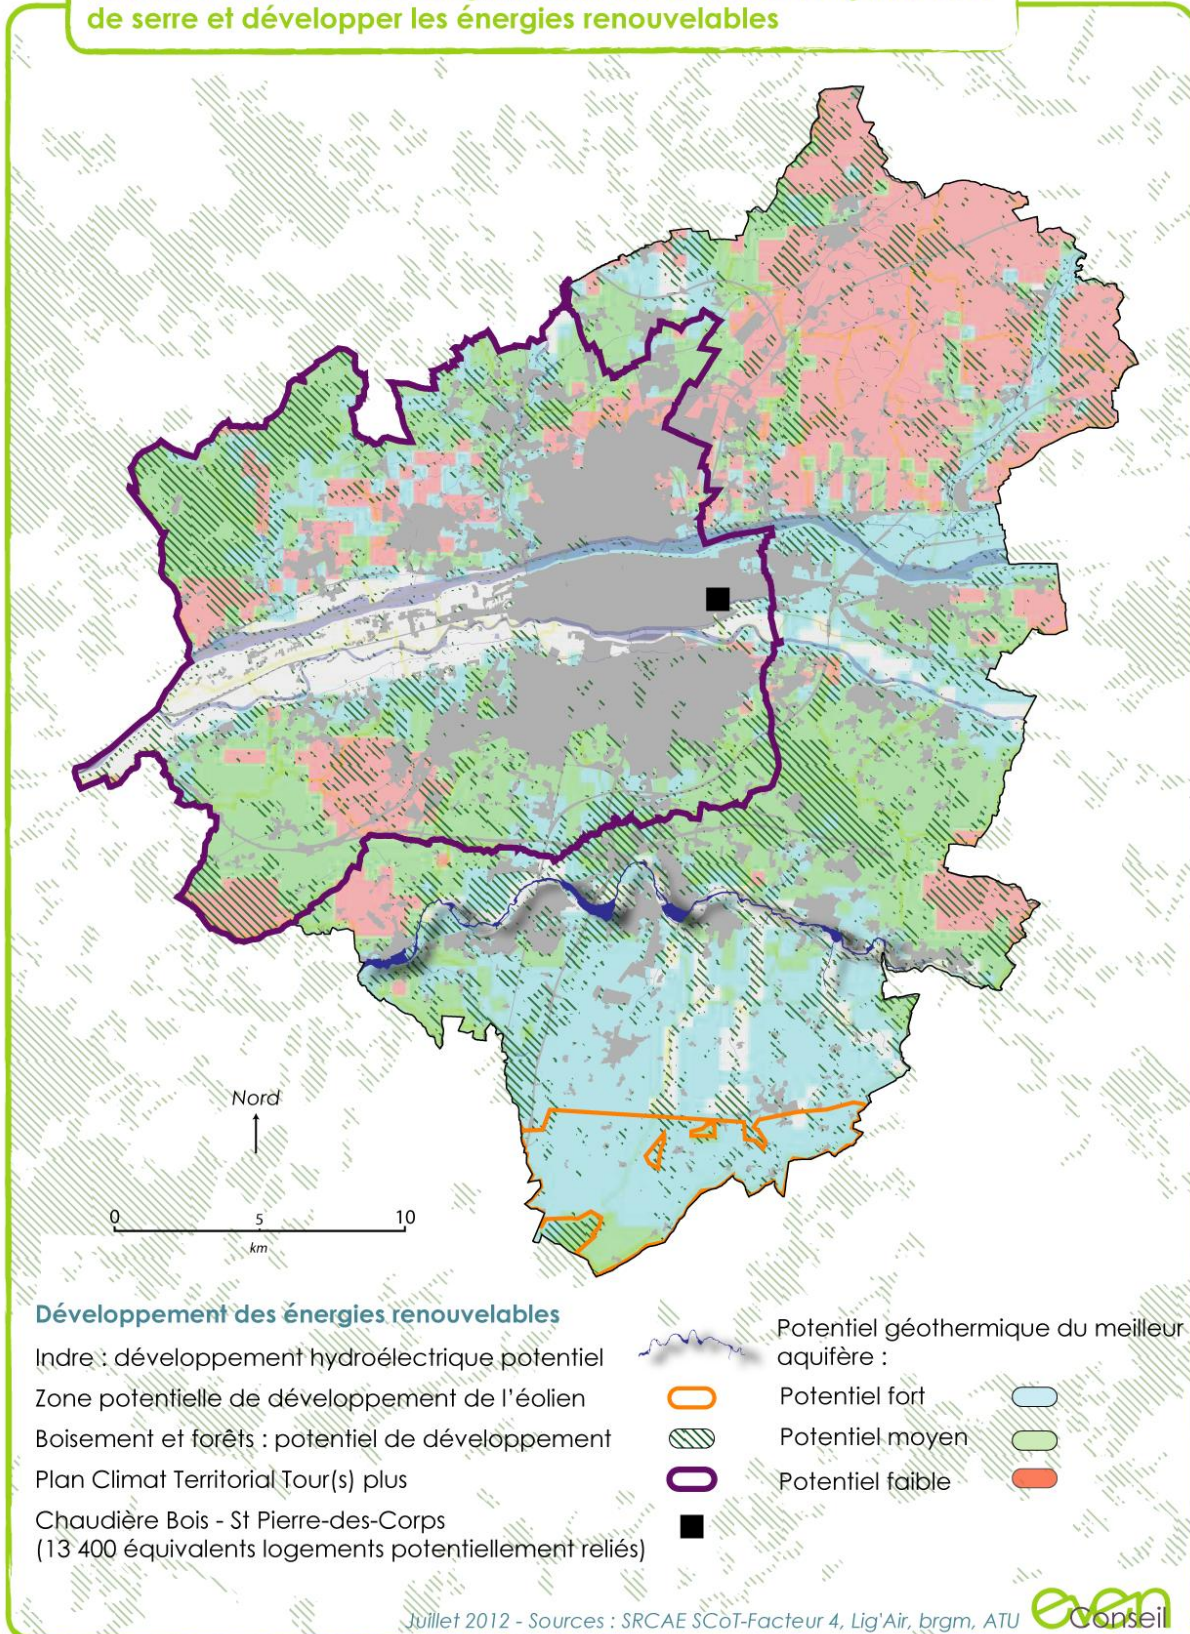 de serre et développer les énergies renouvelables
Nord
0 5 10
km
Développement des énergies renouvelables
Indre : développement hydroélectrique potentiel
Zone potentielle de développement de l'éolien
Boisement et forêts : potentiel de développement
Plan Climat Territorial Tour(s) plus
Chaudière Bois - St Pierre-des-Corps
(13 400 équivalents logements potentiellement reliés)
Potentiel géothermique du meilleur
aquifère :
Potentiel fort
Potentiel moyen
Potentiel faible
Juillet 2012 - Sources : SRCAE SCoT-Facteur 4, Lig'Air, brgm, ATU
even
Conseil